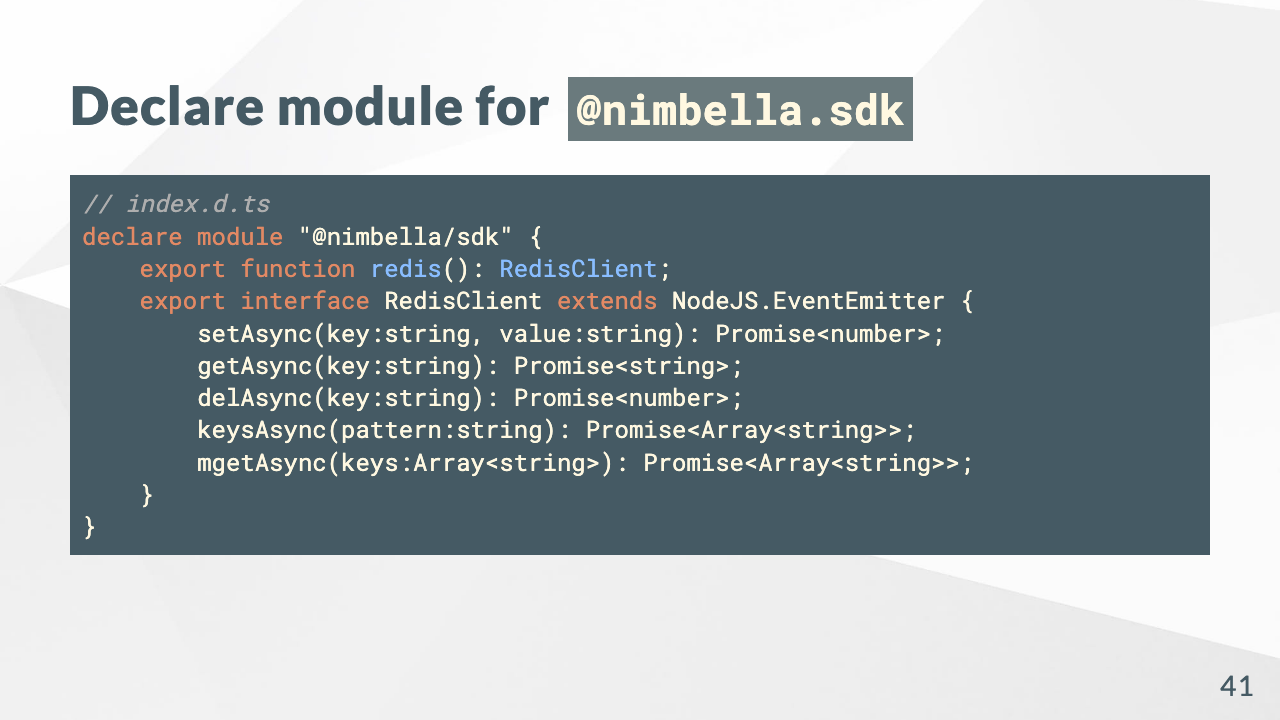 Declare module for @nimbella.sdk
// index.d.ts
declare module "@nimbella/sdk" {
    export function redis(): RedisClient;
    export interface RedisClient extends NodeJS.EventEmitter {
        setAsync(key:string, value:string): Promise<number>;
        getAsync(key:string): Promise<string>;
        delAsync(key:string): Promise<number>;
        keysAsync(pattern:string): Promise<Array<string>>;
        mgetAsync(keys:Array<string>): Promise<Array<string>>;
    }
}
41